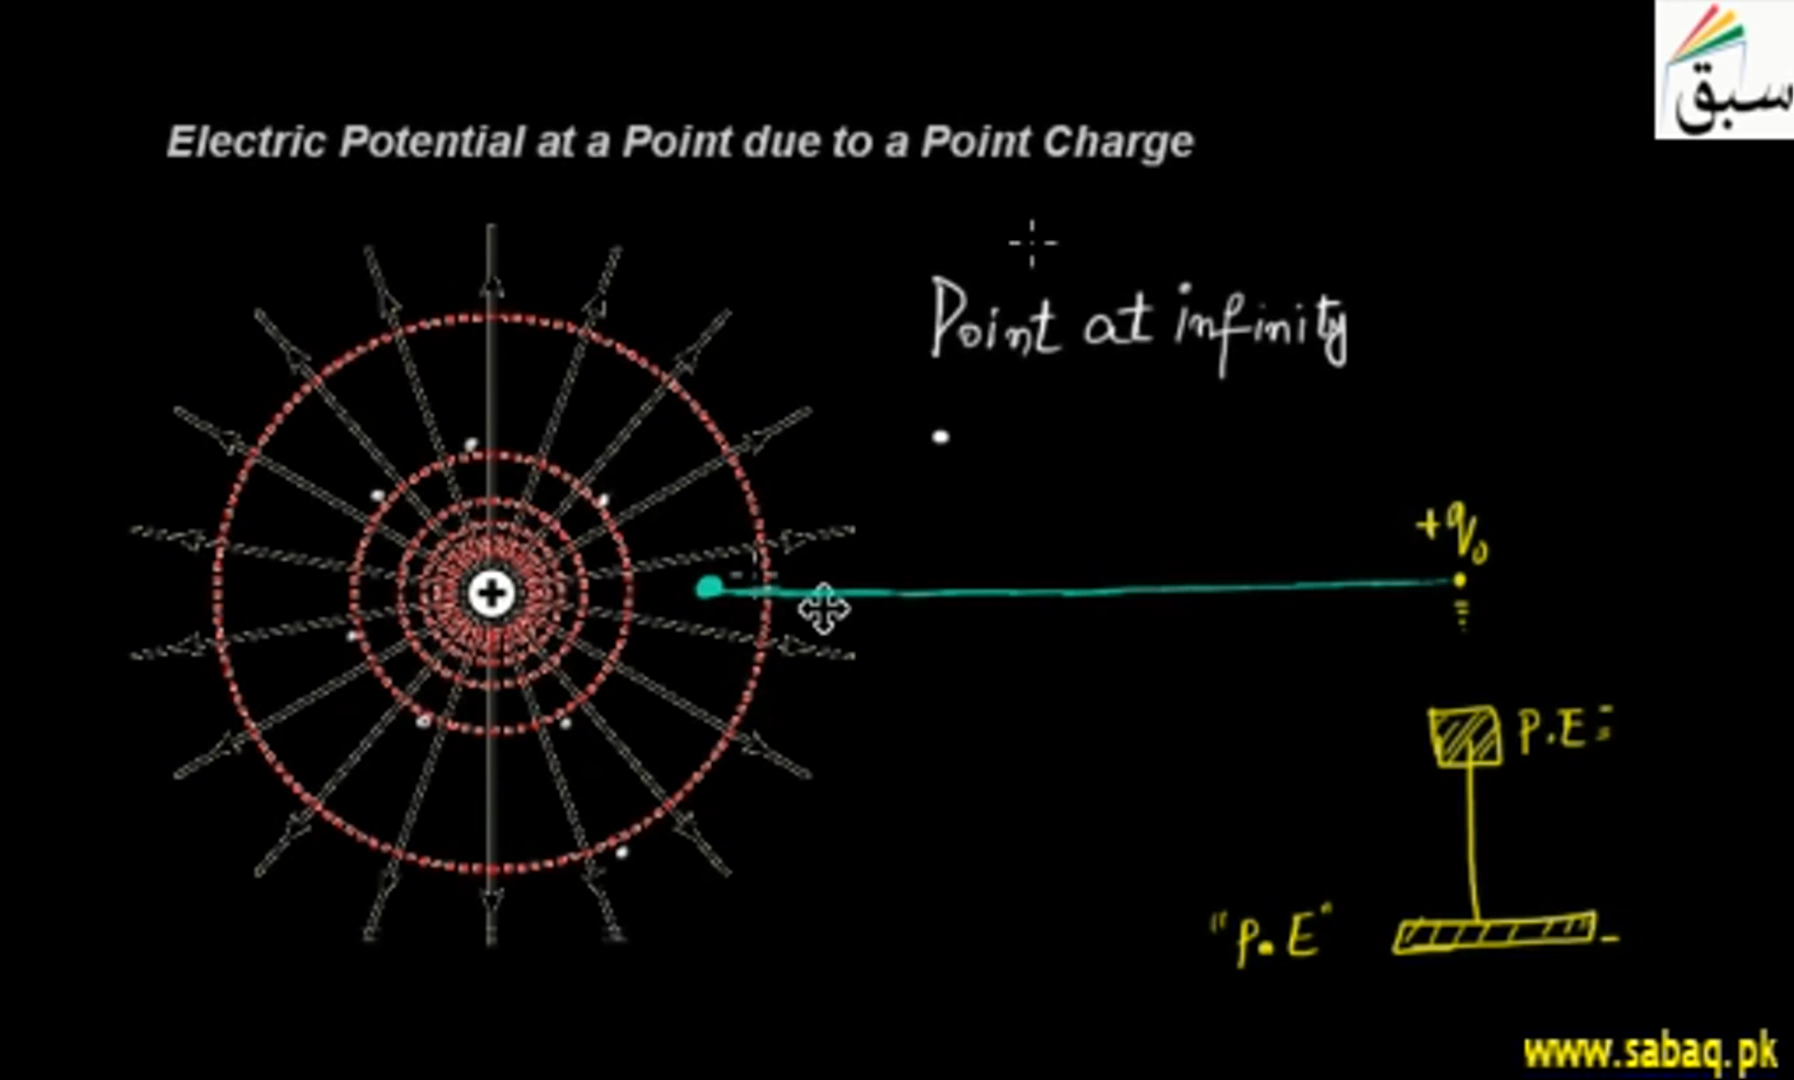 سبق
Electric Potential at a Point due to a Point Charge
Point at infinity
+q₀
P.E =
"P.E"
www.sabaq.pk